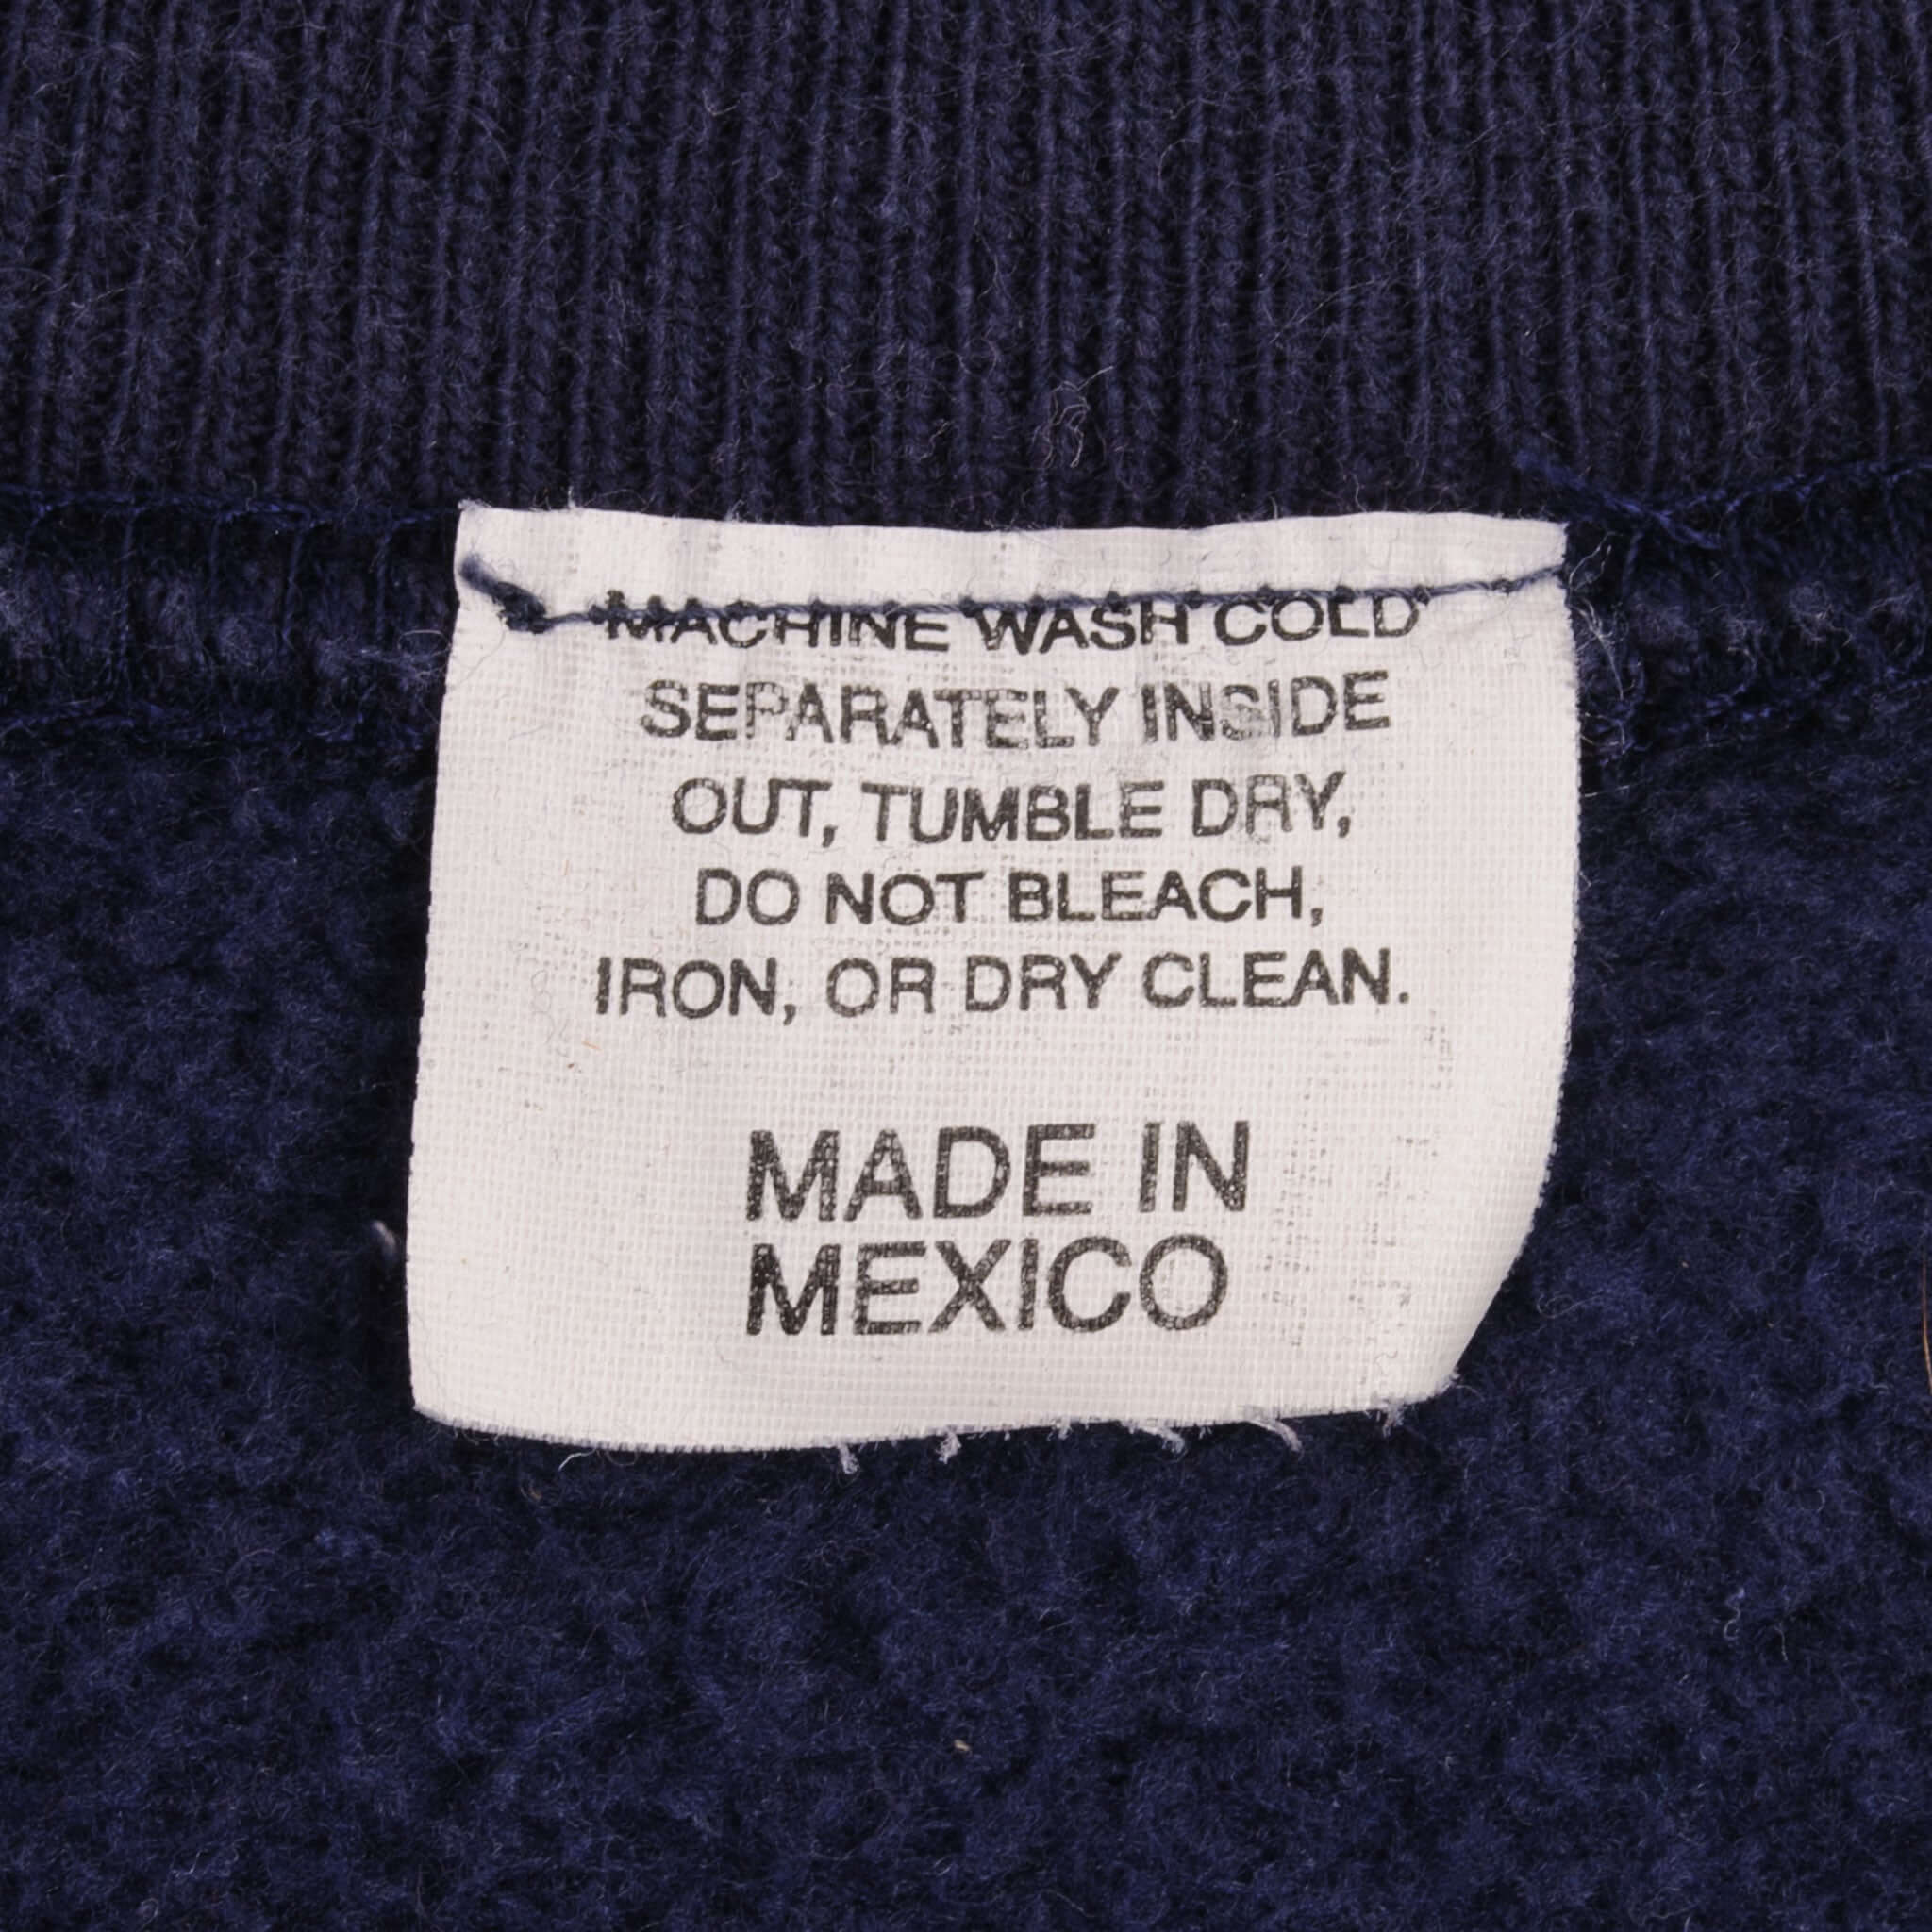 MACHINE WASH COLD
SEPARATELY INSIDE
OUT, TUMBLE DRY,
DO NOT BLEACH,
IRON, OR DRY CLEAN.
MADE IN
MEXICO